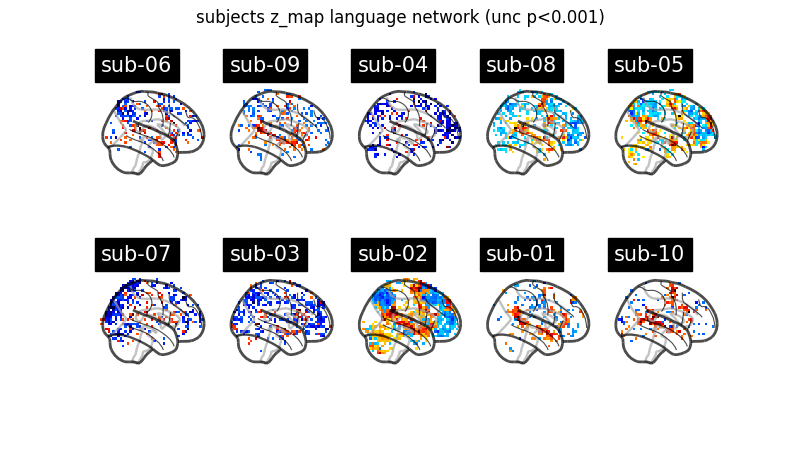 subjects z_map language network (unc p<0.001)
sub-06
sub-09
sub-04
sub-08
sub-05
sub-07
sub-03
sub-02
sub-01
sub-10